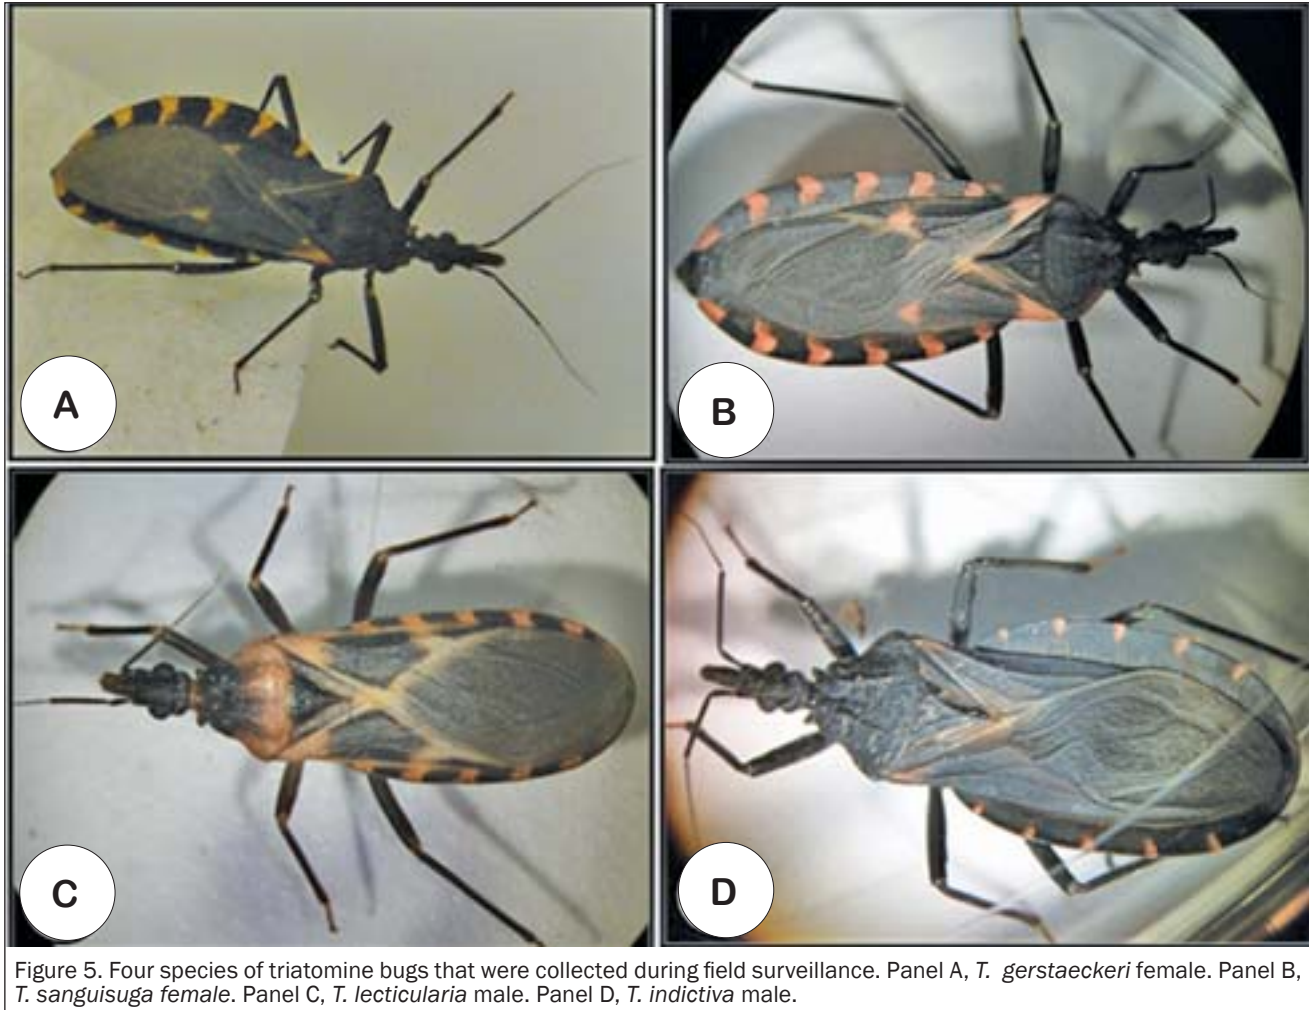 A
B
C
D
Figure 5. Four species of triatomine bugs that were collected during field surveillance. Panel A, T. gerstaeckeri female. Panel B,
T. sanguisuga female. Panel C, T. lecticularia male. Panel D, T. indictiva male.